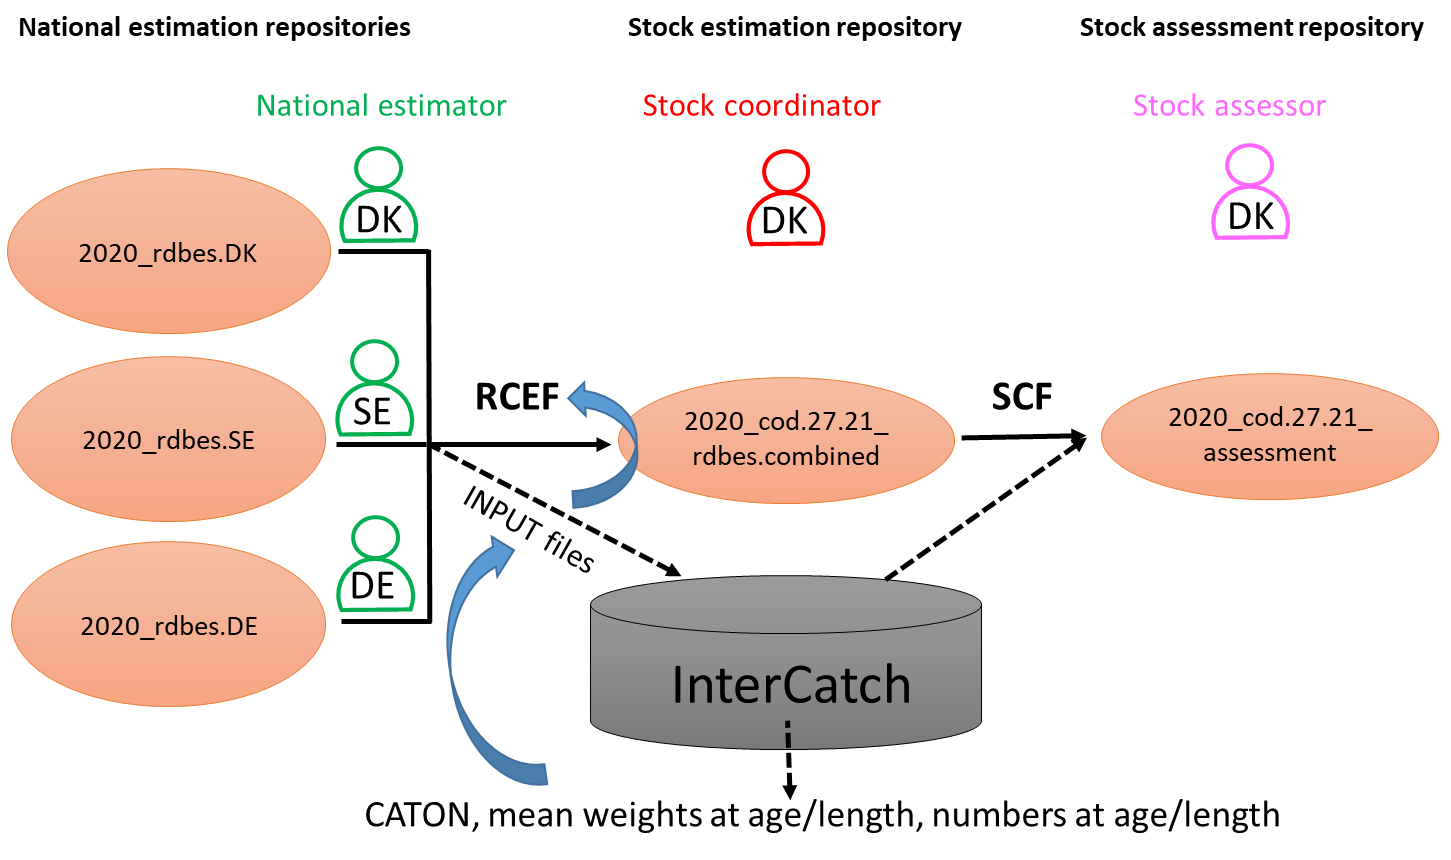 National estimation repositories
Stock estimation repository
Stock assessment repository
National estimator
Stock coordinator
Stock assessor
DK
DK
DK
2020_rdbes.DK
SE
2020_rdbes.SE
RCEF
2020_cod.27.21_
rdbes.combined
SCF
2020_cod.27.21_
assessment
INPUT files
DE
2020_rdbes.DE
InterCatch
CATON, mean weights at age/length, numbers at age/length